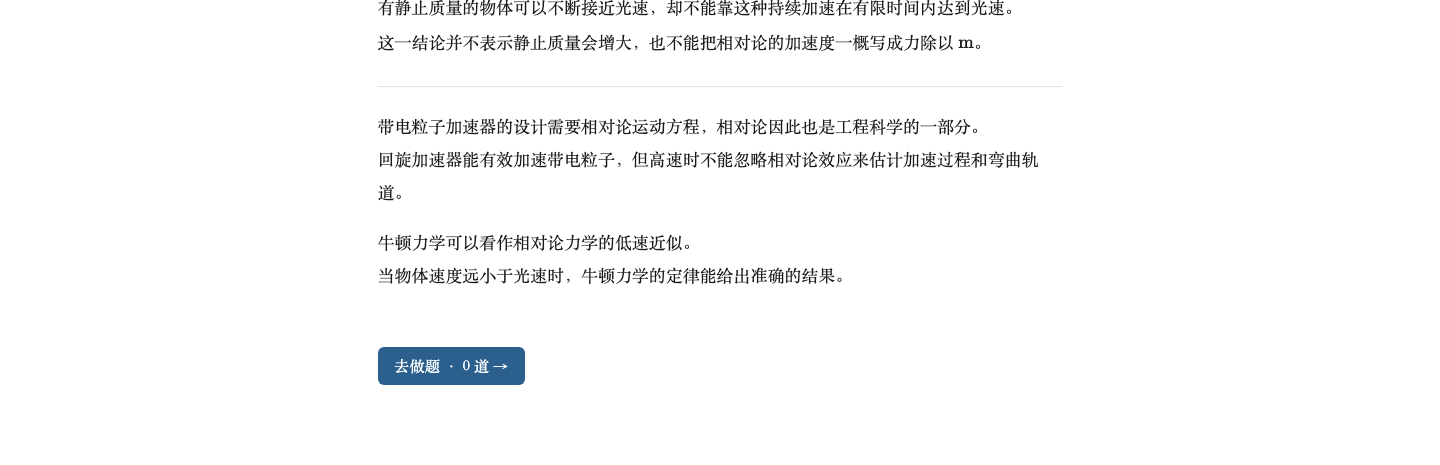 有静止质量的物体可以不断接近光速，却不能靠这种持续加速在有限时间内达到光速。
这一结论并不表示静止质量会增大，也不能把相对论的加速度一概写成力除以 m。
带电粒子加速器的设计需要相对论运动方程，相对论因此也是工程科学的一部分。
回旋加速器能有效加速带电粒子，但高速时不能忽略相对论效应来估计加速过程和弯曲轨
道。
牛顿力学可以看作相对论力学的低速近似。
当物体速度远小于光速时，牛顿力学的定律能给出准确的结果。
去做题 · 0 道 →